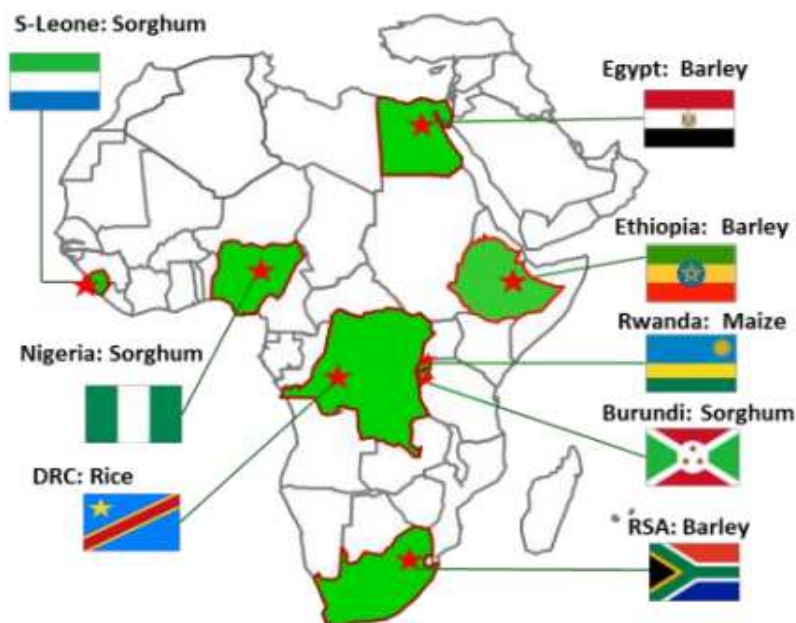 S-Leone: Sorghum
Egypt: Barley
Ethiopia: Barley
Rwanda: Maize
Nigeria: Sorghum
Burundi: Sorghum
DRC: Rice
RSA: Barley